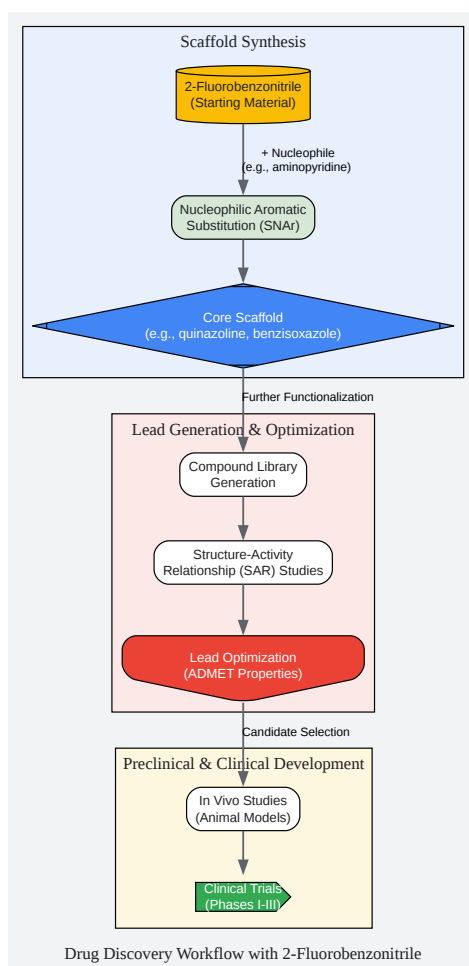 Scaffold Synthesis
2-Fluorobenzonitrile
(Starting Material)
+ Nucleophile
(e.g., aminopyridine)
Nucleophilic Aromatic
Substitution (SNAr)
Core Scaffold
(e.g., quinazoline, benzisoxazole)
Further Functionalization
Lead Generation & Optimization
Compound Library
Generation
Structure-Activity
Relationship (SAR) Studies
Lead Optimization
(ADMET Properties)
Candidate Selection
Preclinical & Clinical Development
In Vivo Studies
(Animal Models)
Clinical Trials
(Phases I-III)
Drug Discovery Workflow with 2-Fluorobenzonitrile